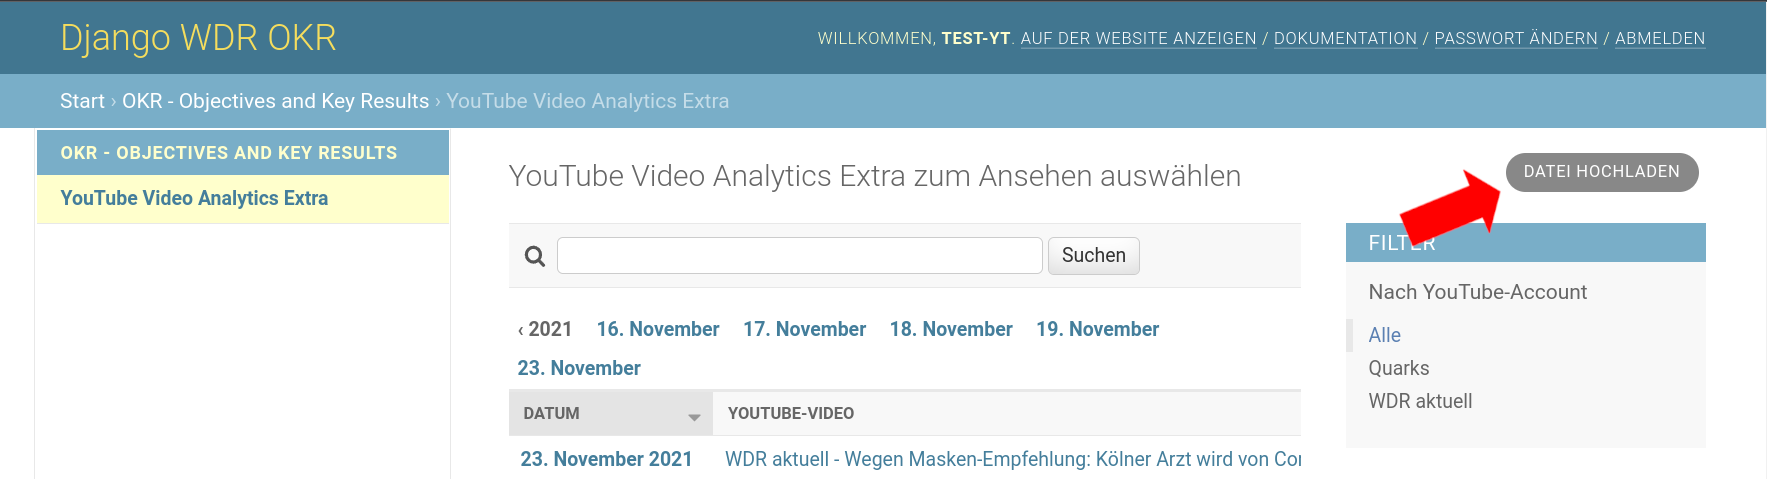 Django WDR OKR
WILLKOMMEN, TEST-YT. AUF DER WEBSITE ANZEIGEN / DOKUMENTATION / PASSWORT ÄNDERN / ABMELDEN
Start › OKR - Objectives and Key Results › YouTube Video Analytics Extra
OKR - OBJECTIVES AND KEY RESULTS
YouTube Video Analytics Extra
YouTube Video Analytics Extra zum Ansehen auswählen
DATEI HOCHLADEN
Suchen
‹ 2021 16. November 17. November 18. November 19. November
23. November
DATUM YOUTUBE-VIDEO
23. November 2021 WDR aktuell - Wegen Masken-Empfehlung: Kölner Arzt wird von
FILTER
Nach YouTube-Account
Alle
Quarks
WDR aktuell